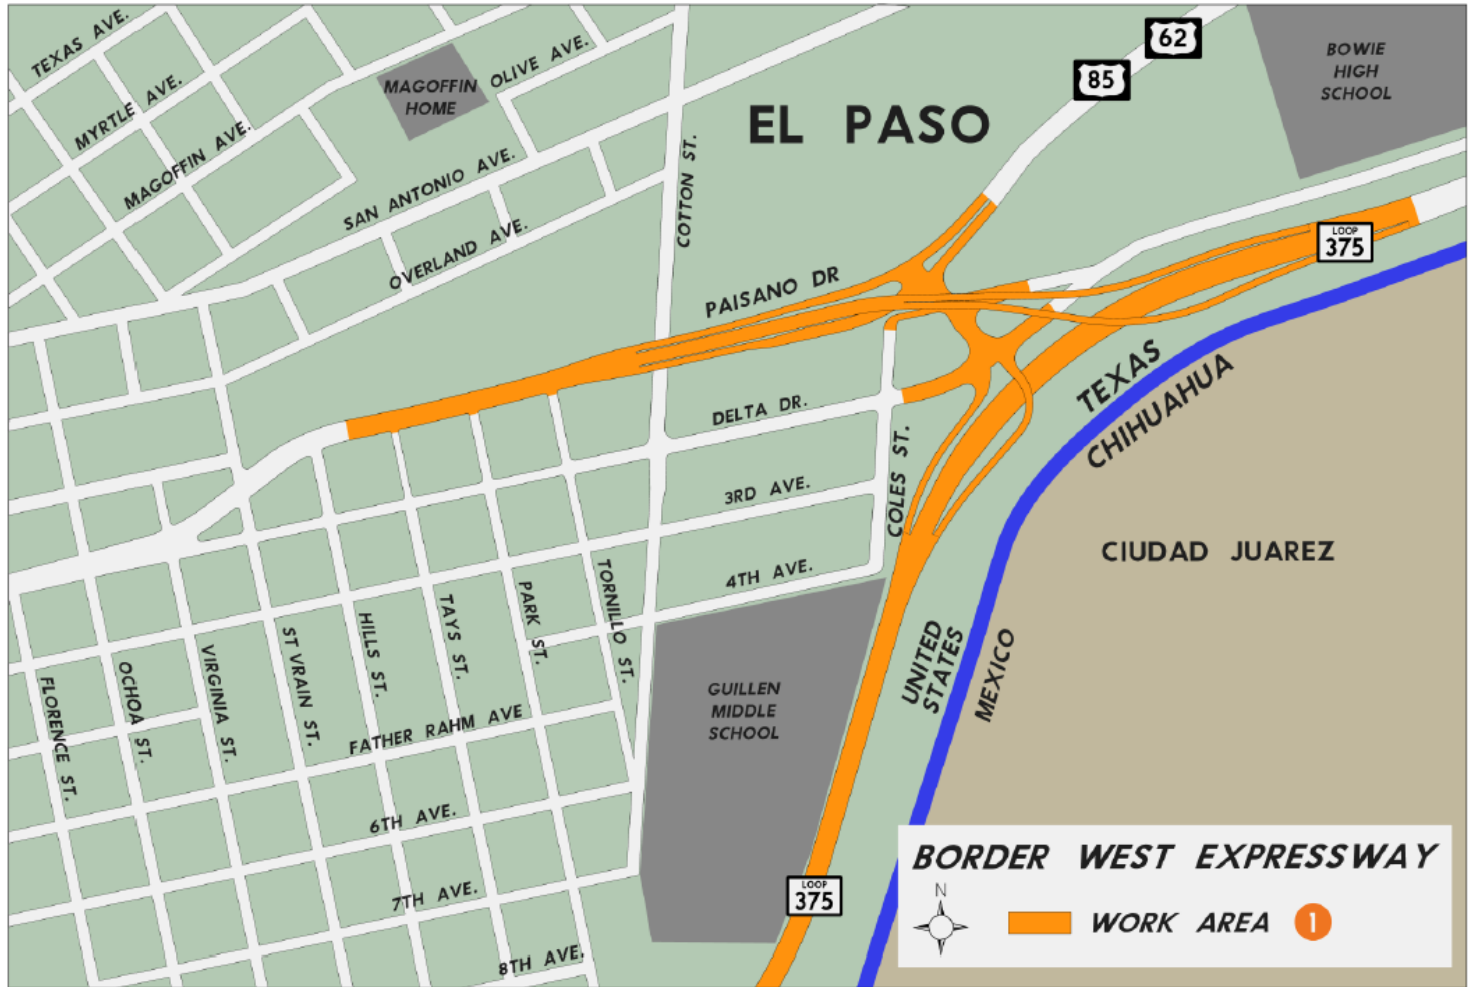 TEXAS AVE.
MYRTLE AVE.
MAGOFFIN AVE.
MAGOFFIN
HOME
OLIVE AVE.
SAN ANTONIO AVE.
OVERLAND AVE.
COTTON ST.
EL PASO
62
85
BOWIE
HIGH
SCHOOL
LOOP
375
PAISANO DR
TEXAS
CHIHUAHUA
DELTA DR.
3RD AVE.
COLES ST.
4TH AVE.
CIUDAD JUAREZ
UNITED
STATES
MEXICO
FLORENCE ST.
OCHOA ST.
VIRGINIA ST.
ST VRAIN ST.
HILLS ST.
TAYS ST.
PARK ST.
TORNILLO ST.
GUILLEN
MIDDLE
SCHOOL
FATHER RAHM AVE
6TH AVE.
7TH AVE.
8TH AVE.
LOOP
375
BORDER WEST EXPRESSWAY
N
WORK AREA 1